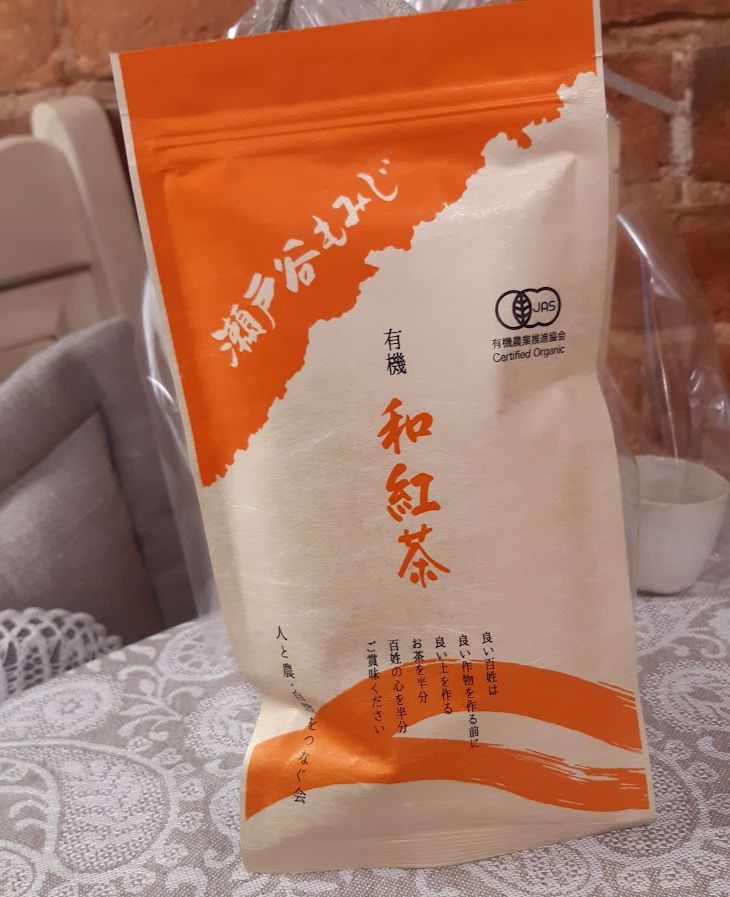 瀬戸谷もみじ
有機
和紅茶
JAS
有機農業推進協会
Certified Organic
良い百姓は
良い作物を作る前に
良い土を作る
お茶を半分
百姓の心を半分
ご賞味ください
人と農・自然をつなぐ会